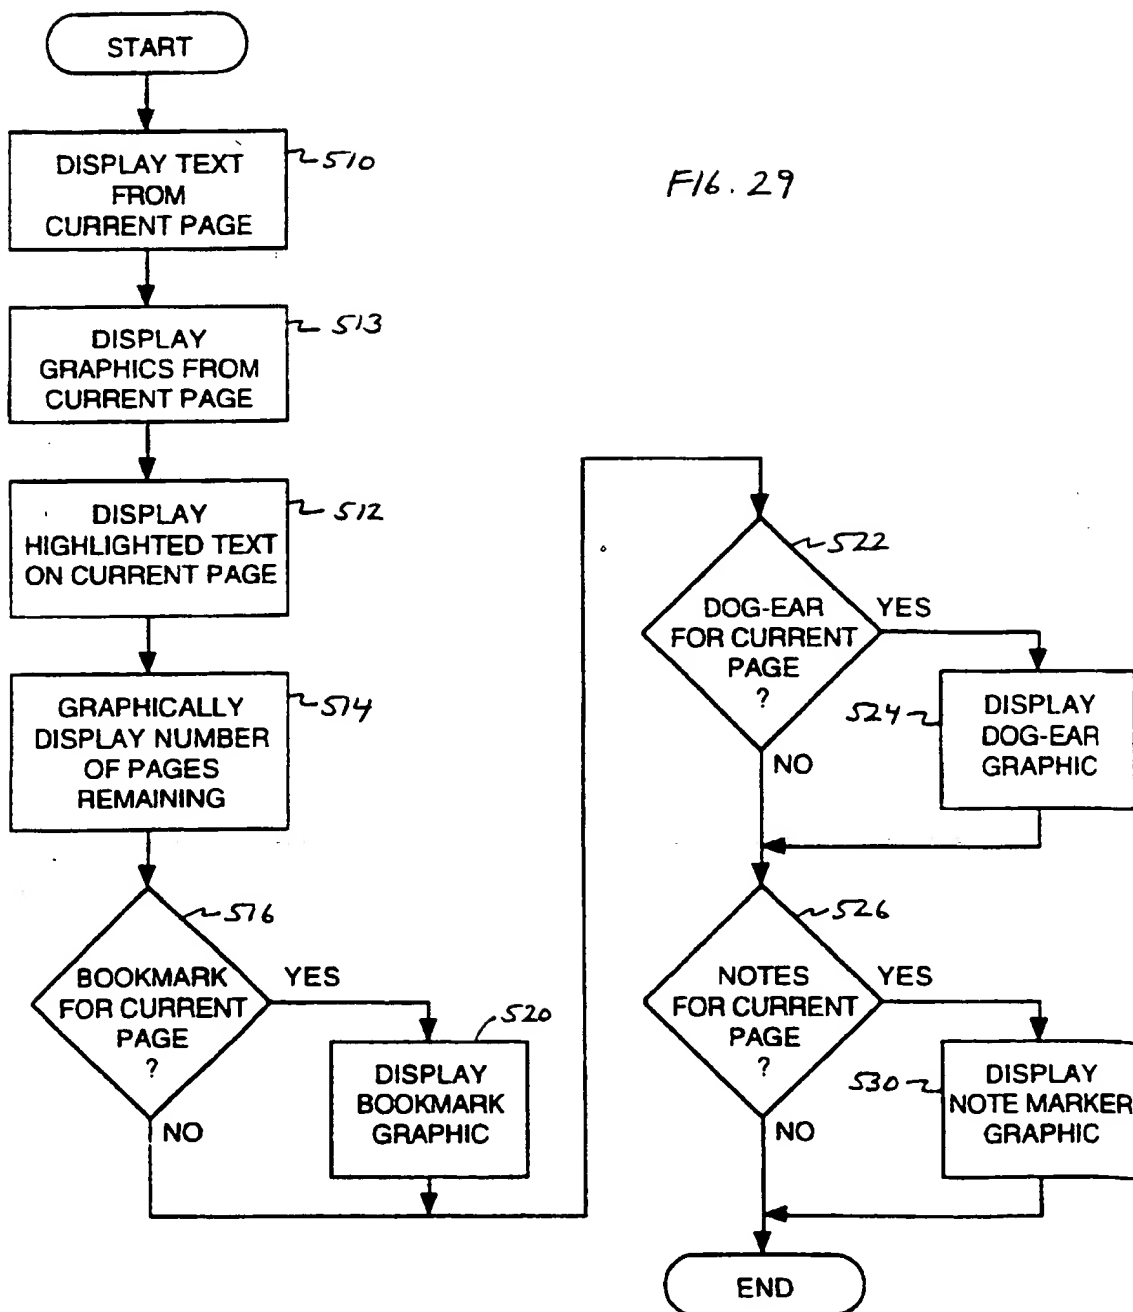 START
DISPLAY TEXT
FROM
CURRENT PAGE
510
FIG. 29
DISPLAY
GRAPHICS FROM
CURRENT PAGE
513
DISPLAY
HIGHLIGHTED TEXT
ON CURRENT PAGE
512
GRAPHICALLY
DISPLAY NUMBER
OF PAGES
REMAINING
514
BOOKMARK
FOR CURRENT
PAGE
?
516
YES
NO
520
DISPLAY
BOOKMARK
GRAPHIC
522
DOG-EAR
FOR CURRENT
PAGE
?
YES
NO
524
DISPLAY
DOG-EAR
GRAPHIC
526
NOTES
FOR CURRENT
PAGE
?
YES
NO
530
DISPLAY
NOTE MARKER
GRAPHIC
END